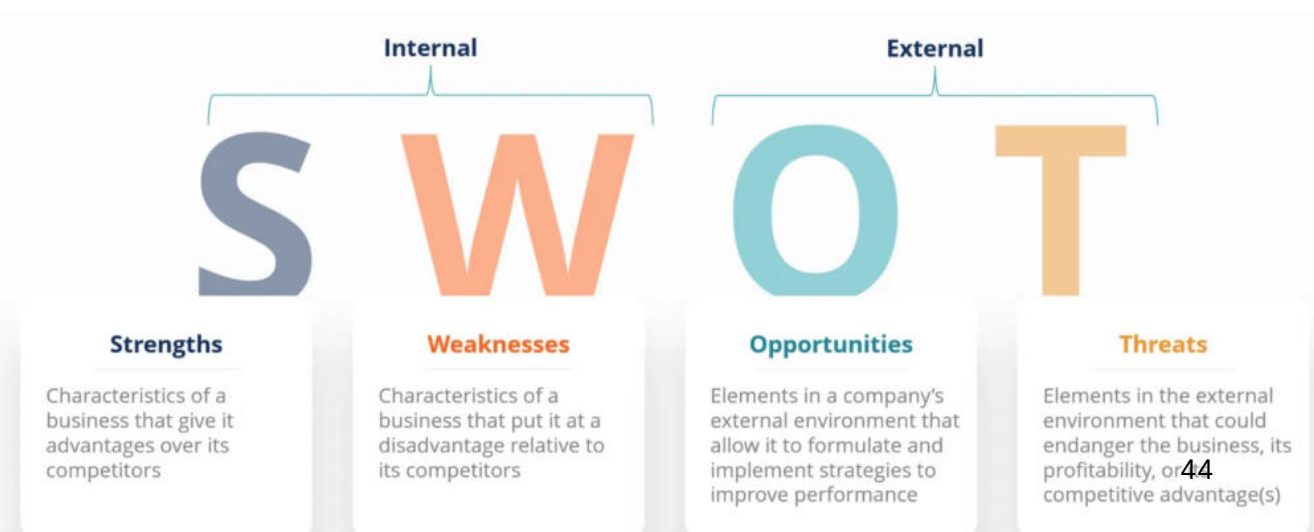 Internal
External
S W O T
Strengths
Characteristics of a
business that give it
advantages over its
competitors
Weaknesses
Characteristics of a
business that put it at a
disadvantage relative to
its competitors
Opportunities
Elements in a company's
external environment that
allow it to formulate and
implement strategies to
improve performance
Threats
Elements in the external
environment that could
endanger the business, its
profitability, or
competitive advantage(s)
44